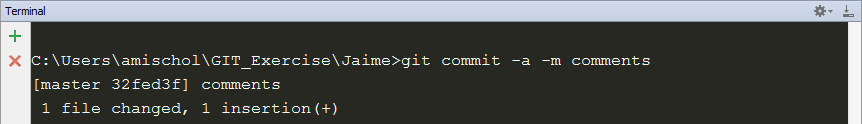 Terminal
C:\Users\amischol\GIT_Exercise\Jaime>git commit -a -m comments
[master 32fed3f] comments
 1 file changed, 1 insertion(+)